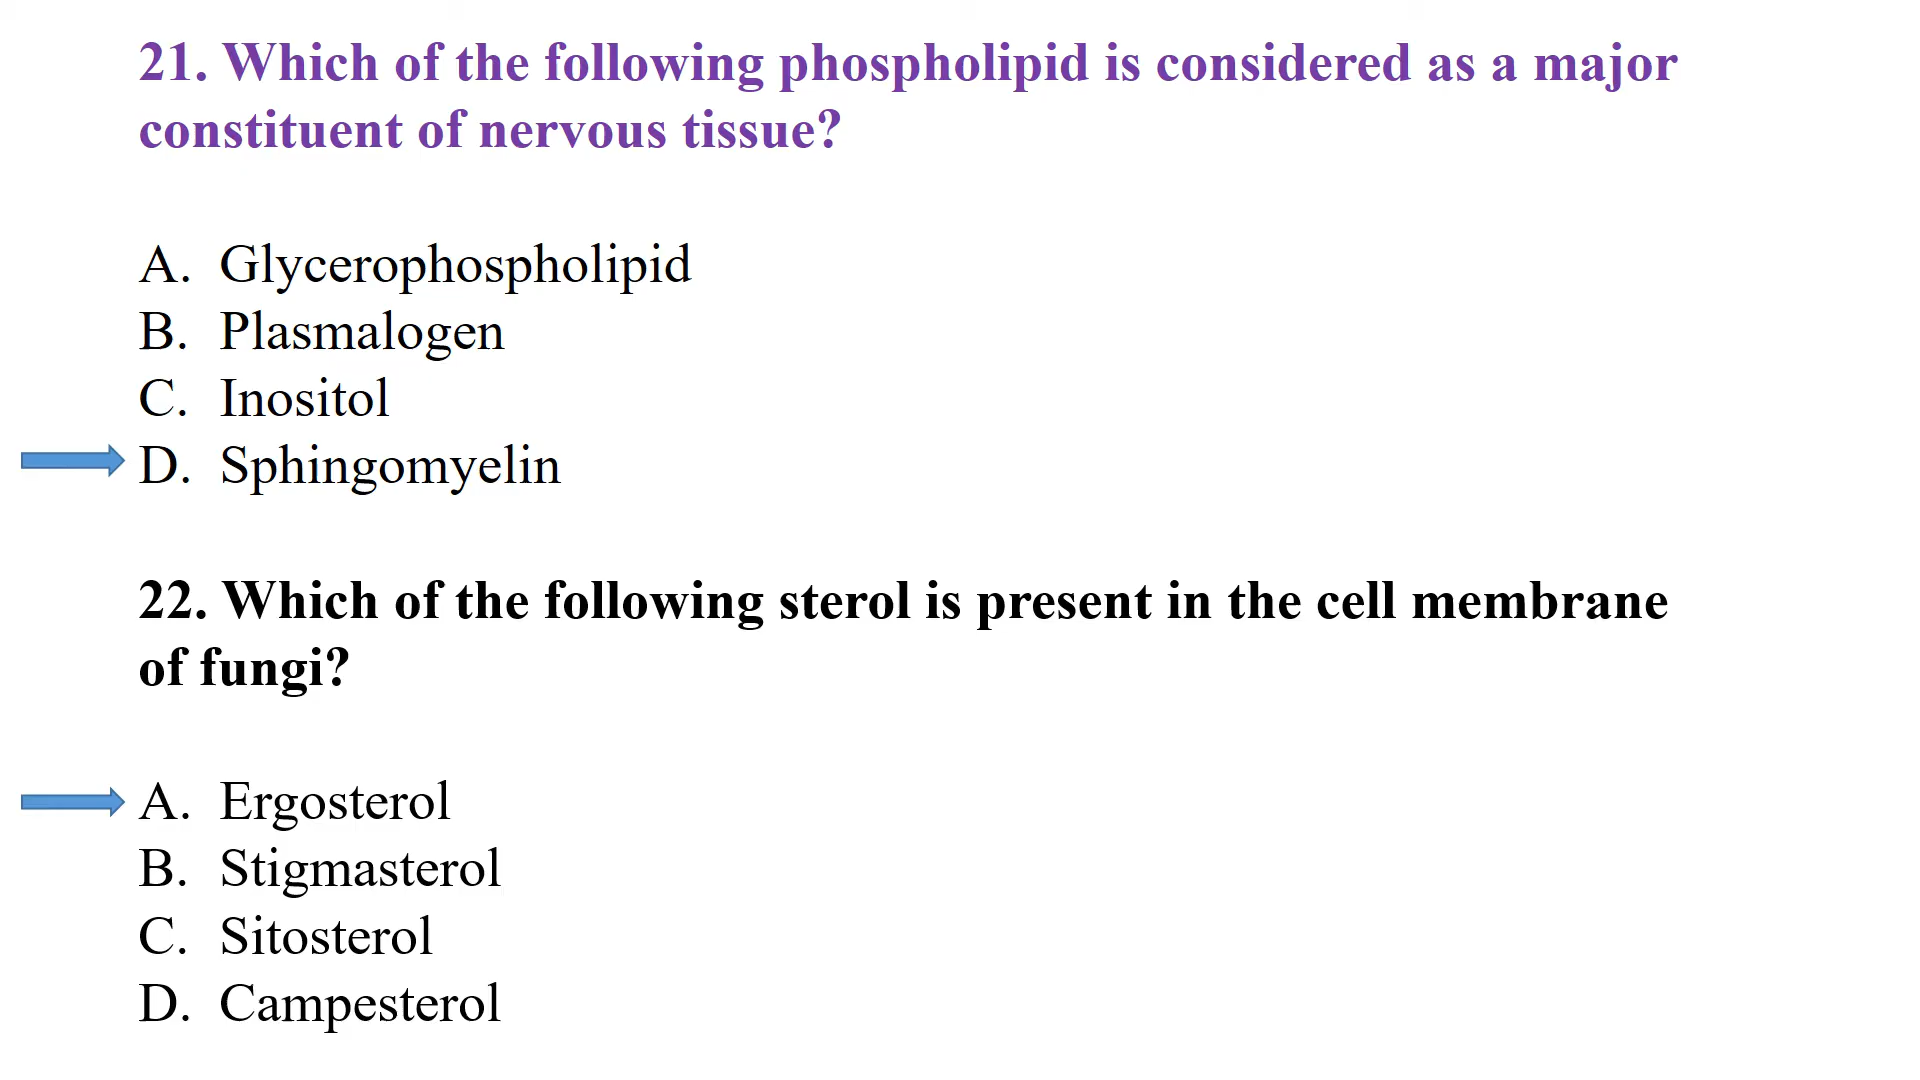 21. Which of the following phospholipid is considered as a major
constituent of nervous tissue?
A. Glycerophospholipid
B. Plasmalogen
C. Inositol
D. Sphingomyelin
22. Which of the following sterol is present in the cell membrane
of fungi?
A. Ergosterol
B. Stigmasterol
C. Sitosterol
D. Campesterol